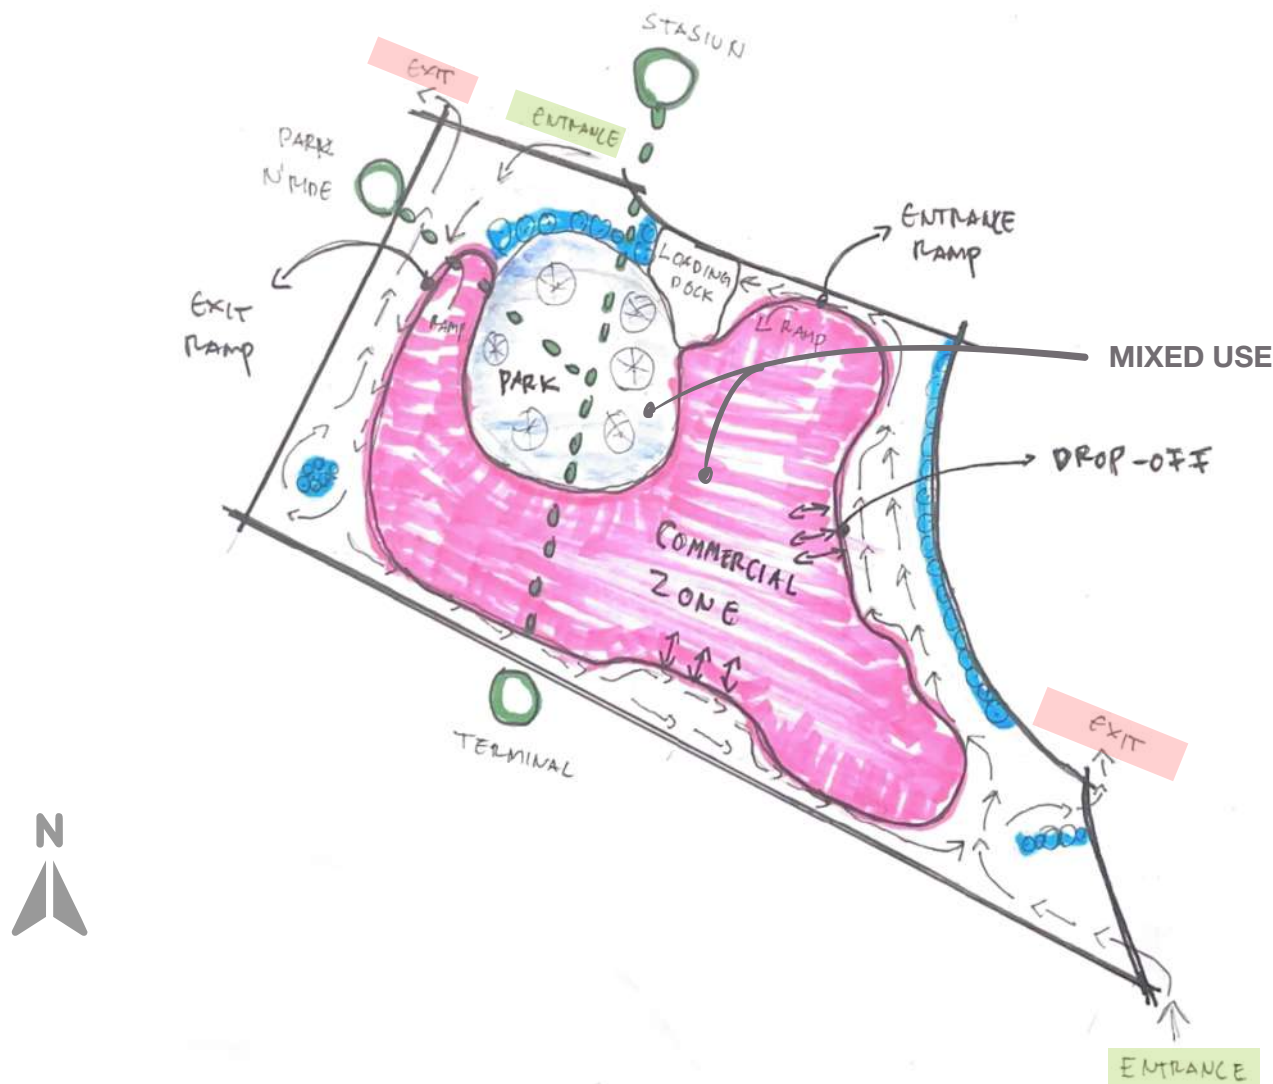 STASIUN
EXIT
ENTRANCE
PARK
N'RIDE
ENTRANCE
RAMP
LOADING
DOCK
EXIT
RAMP
RAMP
RAMP
MIXED USE
PARK
DROP-OFF
COMMERCIAL
ZONE
EXIT
TERMINAL
N
ENTRANCE